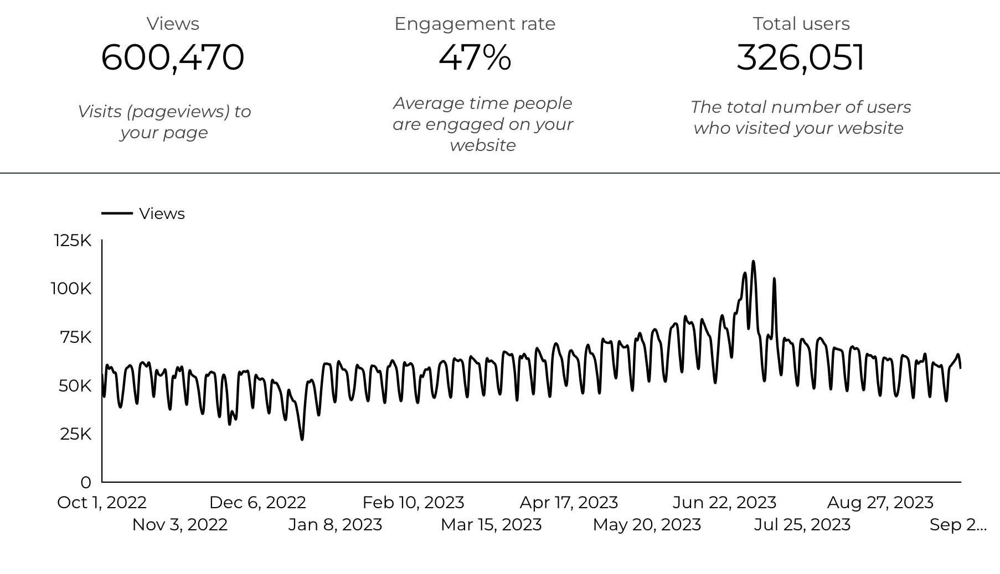 Views
600,470
Visits (pageviews) to
your page
Engagement rate
47%
Average time people
are engaged on your
website
Total users
326,051
The total number of users
who visited your website
Views
125K
100K
75K
50K
25K
0
Oct 1, 2022
Nov 3, 2022
Dec 6, 2022
Jan 8, 2023
Feb 10, 2023
Mar 15, 2023
Apr 17, 2023
May 20, 2023
Jun 22, 2023
Jul 25, 2023
Aug 27, 2023
Sep 2…